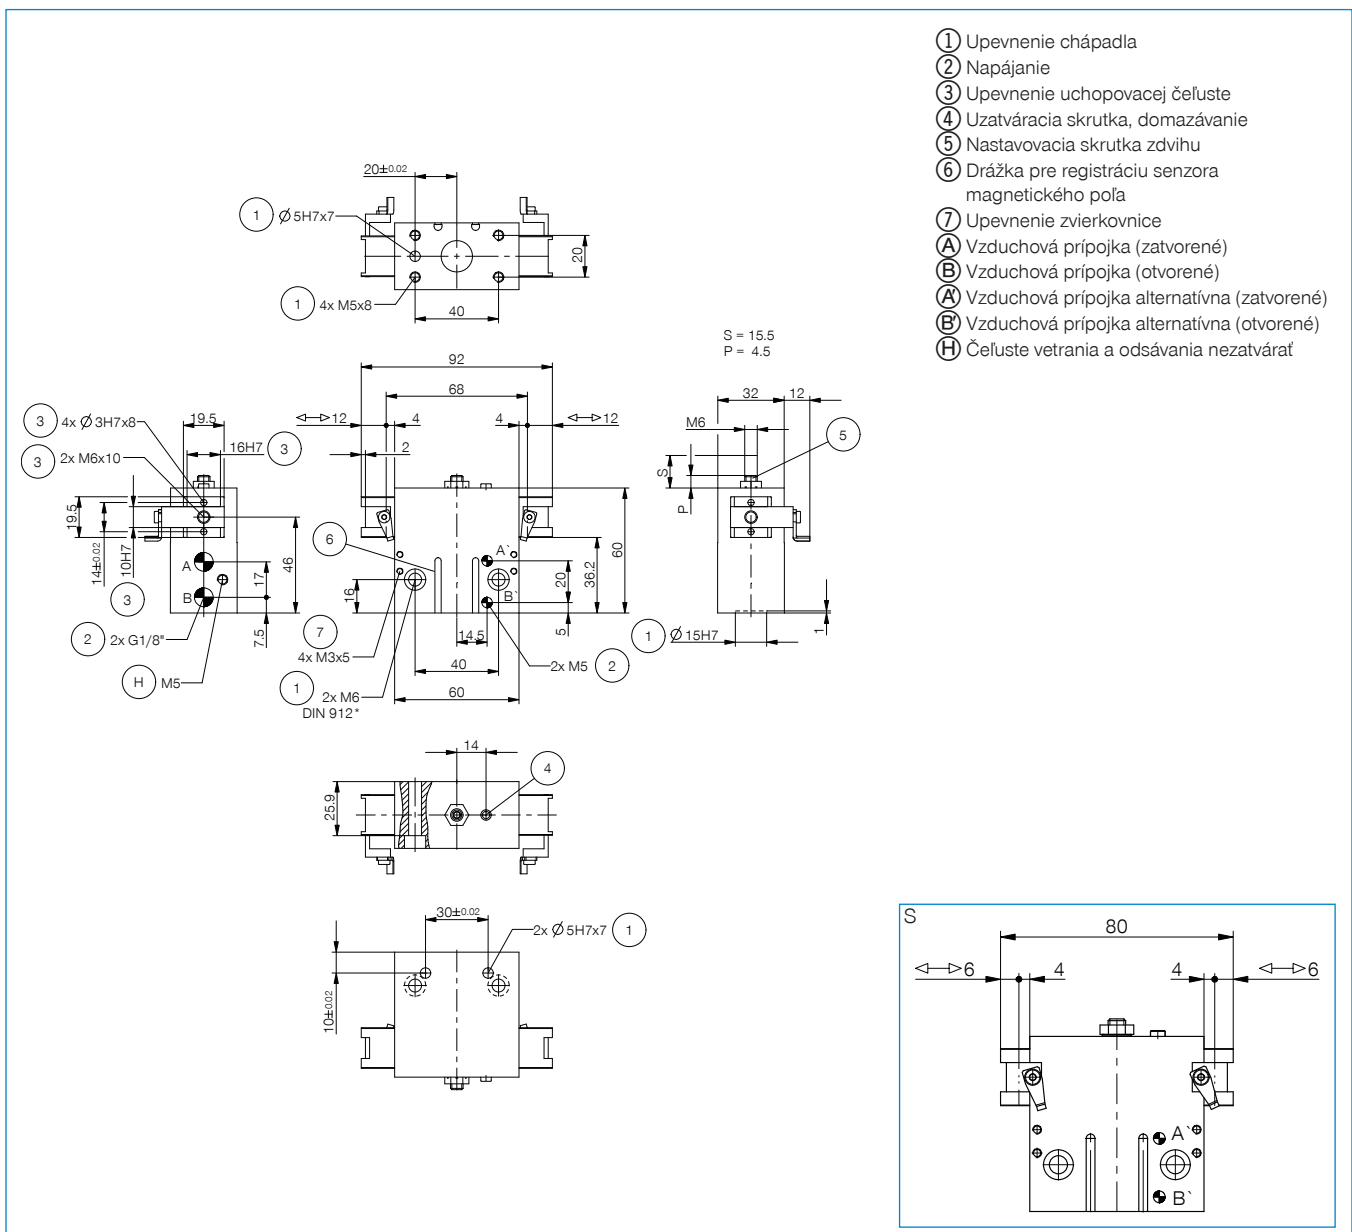 ① Upevnenie chápadla
② Napájanie
③ Upevnenie uchopovacej čeľuste
④ Uzatváracia skrutka, domazávanie
⑤ Nastavovacia skrutka zdvihu
⑥ Drážka pre registráciu senzora
magnetického poľa
⑦ Upevnenie zvierkovnice
Ⓐ Vzduchová prípojka (zatvorené)
Ⓑ Vzduchová prípojka (otvorené)
A' Vzduchová prípojka alternatívna (zatvorené)
B' Vzduchová prípojka alternatívna (otvorené)
Ⓗ Čeľuste vetrania a odsávania nezatvárať
20±0.02
1 Ø 5H7x7
20
1 4x M5x8
40
S = 15.5
P = 4.5
92
68
12 4
4 12
2
3 4x Ø 3H7x8
19.5
16H7 3
3 2x M6x10
19.5
14±0.02
10H7
3
A
B
17
46
7.5
2 2x G1/8"
H M5
6
A`
B`
16
20
36.2
60
5
14.5
7
4x M3x5
40
2x M5 2
1 2x M6
DIN 912*
60
32 12
M6
5
S
P
1 Ø 15H7
1
14
4
25.9
30±0.02
2x Ø 5H7x7 1
10±0.02
S
80
6 4
4 6
A`
B`